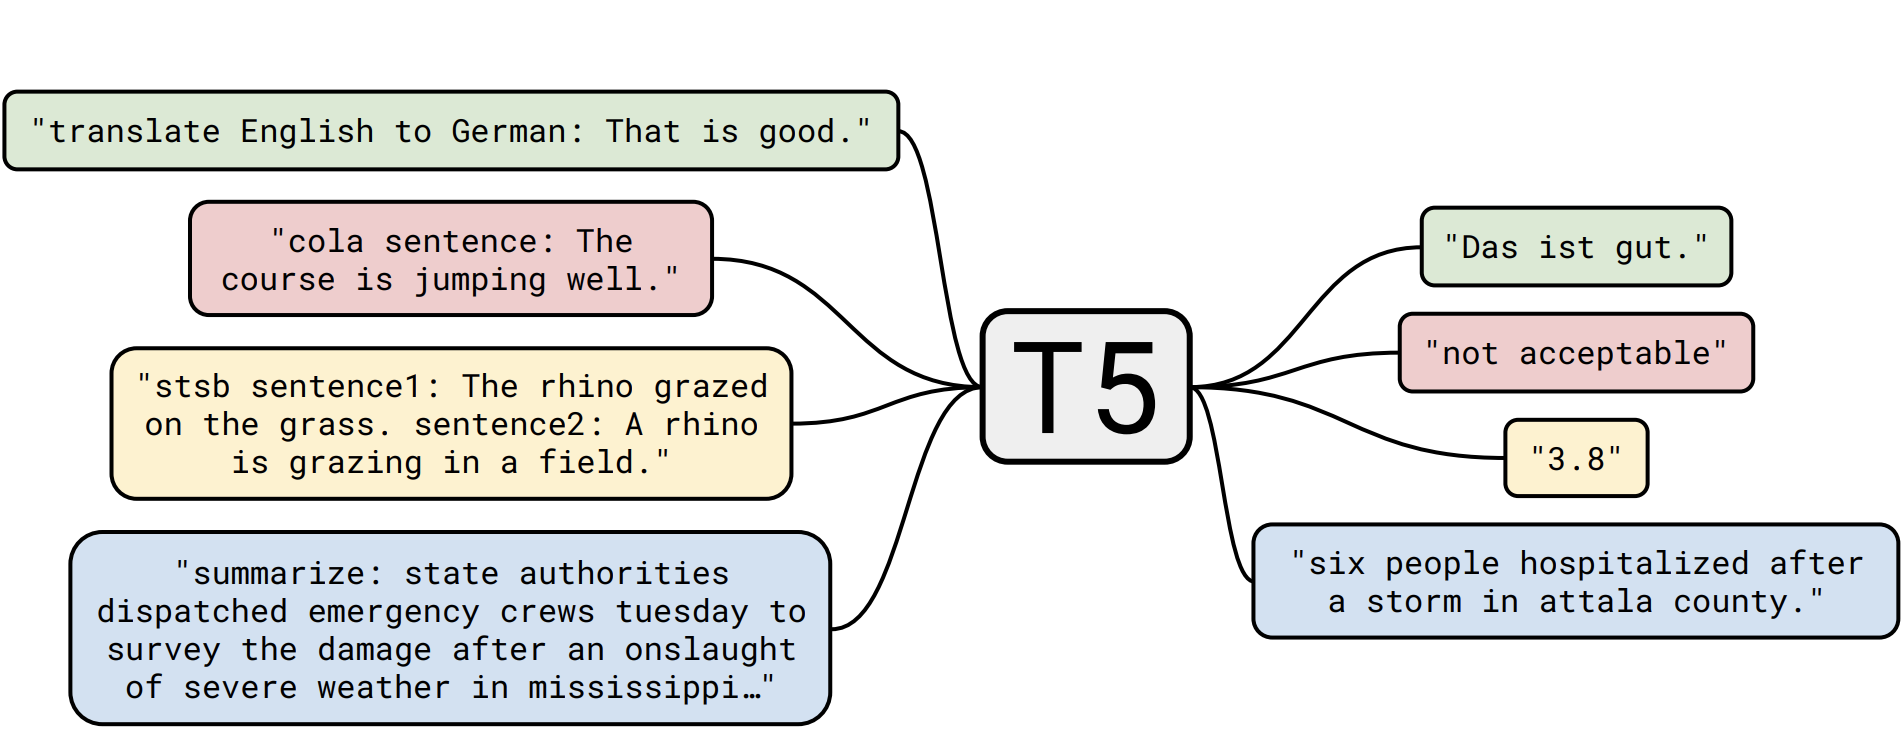 "translate English to German: That is good."
"cola sentence: The
course is jumping well."
"stsb sentence1: The rhino grazed
on the grass. sentence2: A rhino
is grazing in a field."
"summarize: state authorities
dispatched emergency crews tuesday to
survey the damage after an onslaught
of severe weather in mississippi…"
T5
"Das ist gut."
"not acceptable"
"3.8"
"six people hospitalized after
a storm in attala county."